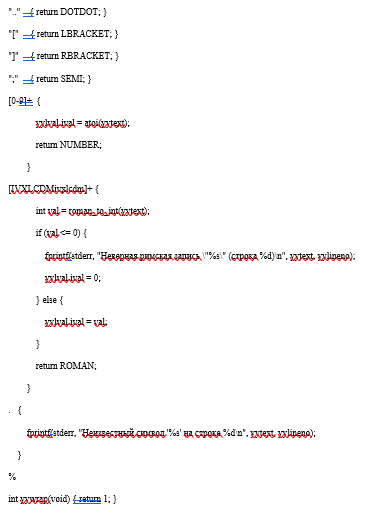 ".." { return DOTDOT; }
"[" { return LBRACKET; }
"]" { return RBRACKET; }
";" { return SEMI; }
[0-9]+ {
yylval.ival = atoi(yytext);
return NUMBER;
}
[IVXLCDMivxlcdm]+ {
int val = roman_to_int(yytext);
if (val <= 0) {
fprintf(stderr, "Неверная римская запись \"%s\" (строка %d)\n", yytext, yylineno);
yylval.ival = 0;
} else {
yylval.ival = val;
}
return ROMAN;
}
. {
fprintf(stderr, "Неизвестный символ '%s' на строке %d\n", yytext, yylineno);
}
%
int yywrap(void) { return 1; }